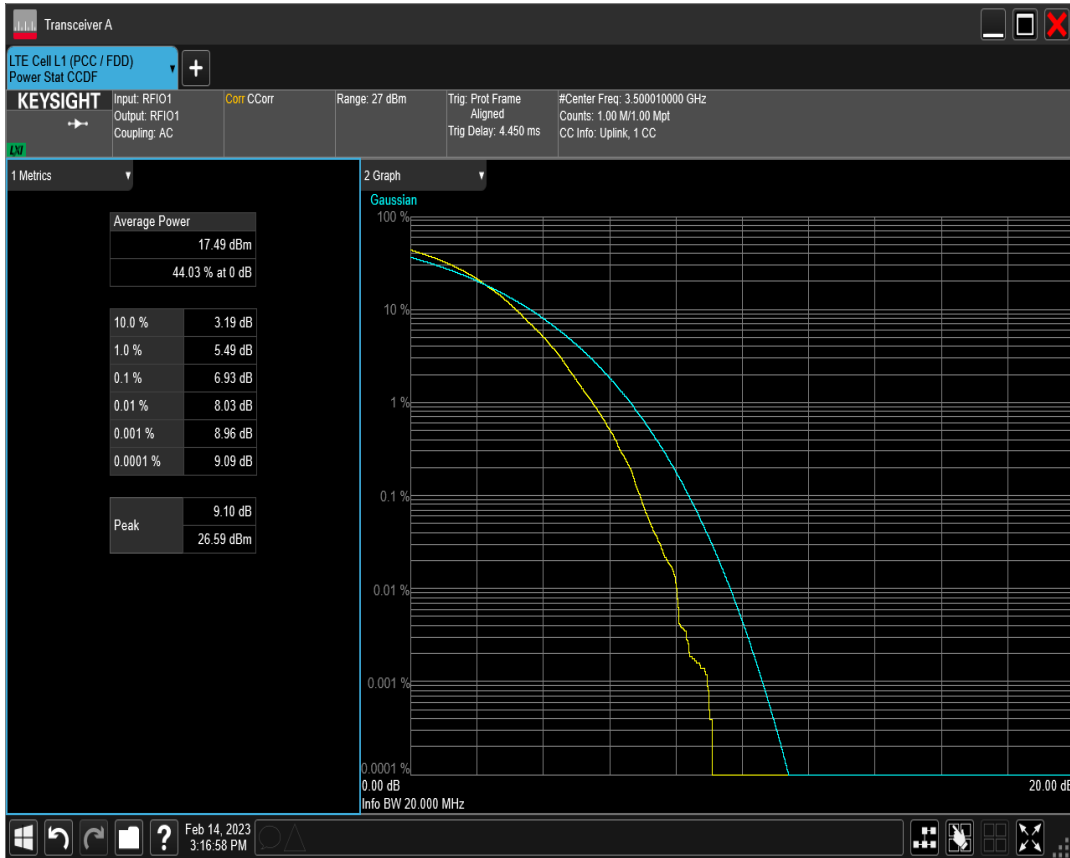 Transceiver A
LTE Cell L1 (PCC / FDD)
Power Stat CCDF
+
KEYSIGHT
LXI
Input: RFIO1
Output: RFIO1
Coupling: AC
Corr CCorr
Range: 27 dBm
Trig: Prot Frame
Aligned
Trig Delay: 4.450 ms
#Center Freq: 3.500010000 GHz
Counts: 1.00 M/1.00 Mpt
CC Info: Uplink, 1 CC
1 Metrics
Average Power
17.49 dBm
44.03 % at 0 dB
10.0 % 3.19 dB
1.0 % 5.49 dB
0.1 % 6.93 dB
0.01 % 8.03 dB
0.001 % 8.96 dB
0.0001 % 9.09 dB
Peak
9.10 dB
26.59 dBm
2 Graph
Gaussian
100 %
10 %
1 %
0.1 %
0.01 %
0.001 %
0.0001 %
0.00 dB
20.00 dB
Info BW 20.000 MHz
?
Feb 14, 2023
3:16:58 PM